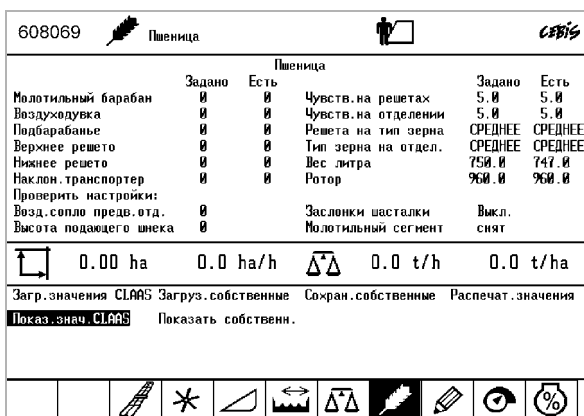 608069 Пшеница CEBIS
Пшеница
Задано Есть Задано Есть
Молотильный барабан 0 0 Чувств.на решетах 5.0 5.0
Воздуходувка 0 0 Чувств.на отделении 5.0 5.0
Подбарабанье 0 0 Решета на тип зерна СРЕДНЕЕ СРЕДНЕЕ
Верхнее решето 0 0 Тип зерна на отдел. СРЕДНЕЕ СРЕДНЕЕ
Нижнее решето 0 0 Вес литра 750.0 747.0
Наклон.транспортер 0 0 Ротор 960.0 960.0
Проверить настройки:
Возд.сопло предв.отд. 0 Заслонки шасталки Выкл.
Высота подающего шнека 0 Молотильный сегмент снят
0.00 ha 0.0 ha/h 0.0 t/h 0.0 t/ha
Загр.значения CLAAS Загруз.собственные Сохран.собственные Распечат.значения
Показ.знач.CLAAS Показать собственн.
%